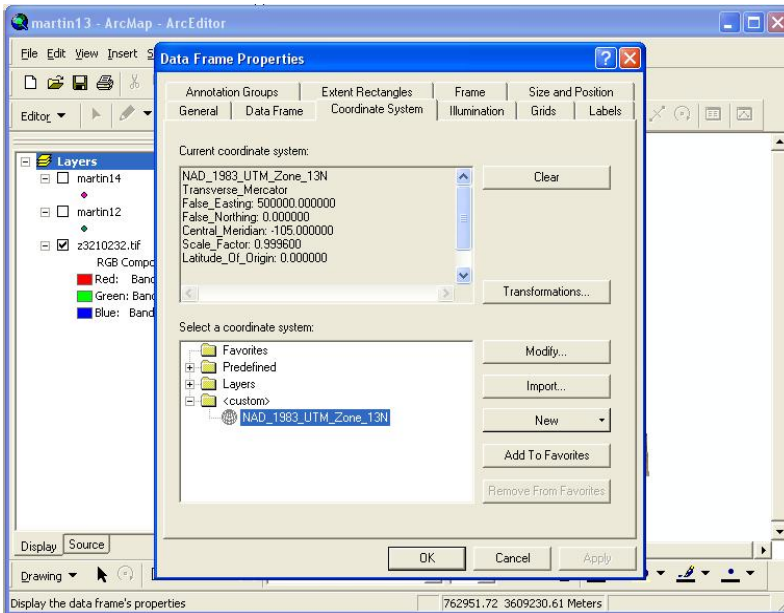 martin13 - ArcMap - ArcEditor
File Edit View Insert
Editor
Layers
martin14
martin12
z3210232.tif
RGB Compo
Red: Band
Green: Band
Blue: Band
Display Source
Drawing
Data Frame Properties
Annotation Groups Extent Rectangles Frame Size and Position
General Data Frame Coordinate System Illumination Grids Labels
Current coordinate system:
NAD_1983_UTM_Zone_13N
Transverse_Mercator
False_Easting: 500000.000000
False_Northing: 0.000000
Central_Meridian: -105.000000
Scale_Factor: 0.999600
Latitude_Of_Origin: 0.000000
Clear
Transformations...
Select a coordinate system:
Favorites
Predefined
Layers
<custom>
NAD_1983_UTM_Zone_13N
Modify...
Import...
New
Add To Favorites
Remove From Favorites
OK Cancel Apply
Display the data frame's properties
762951.72 3609230.61 Meters